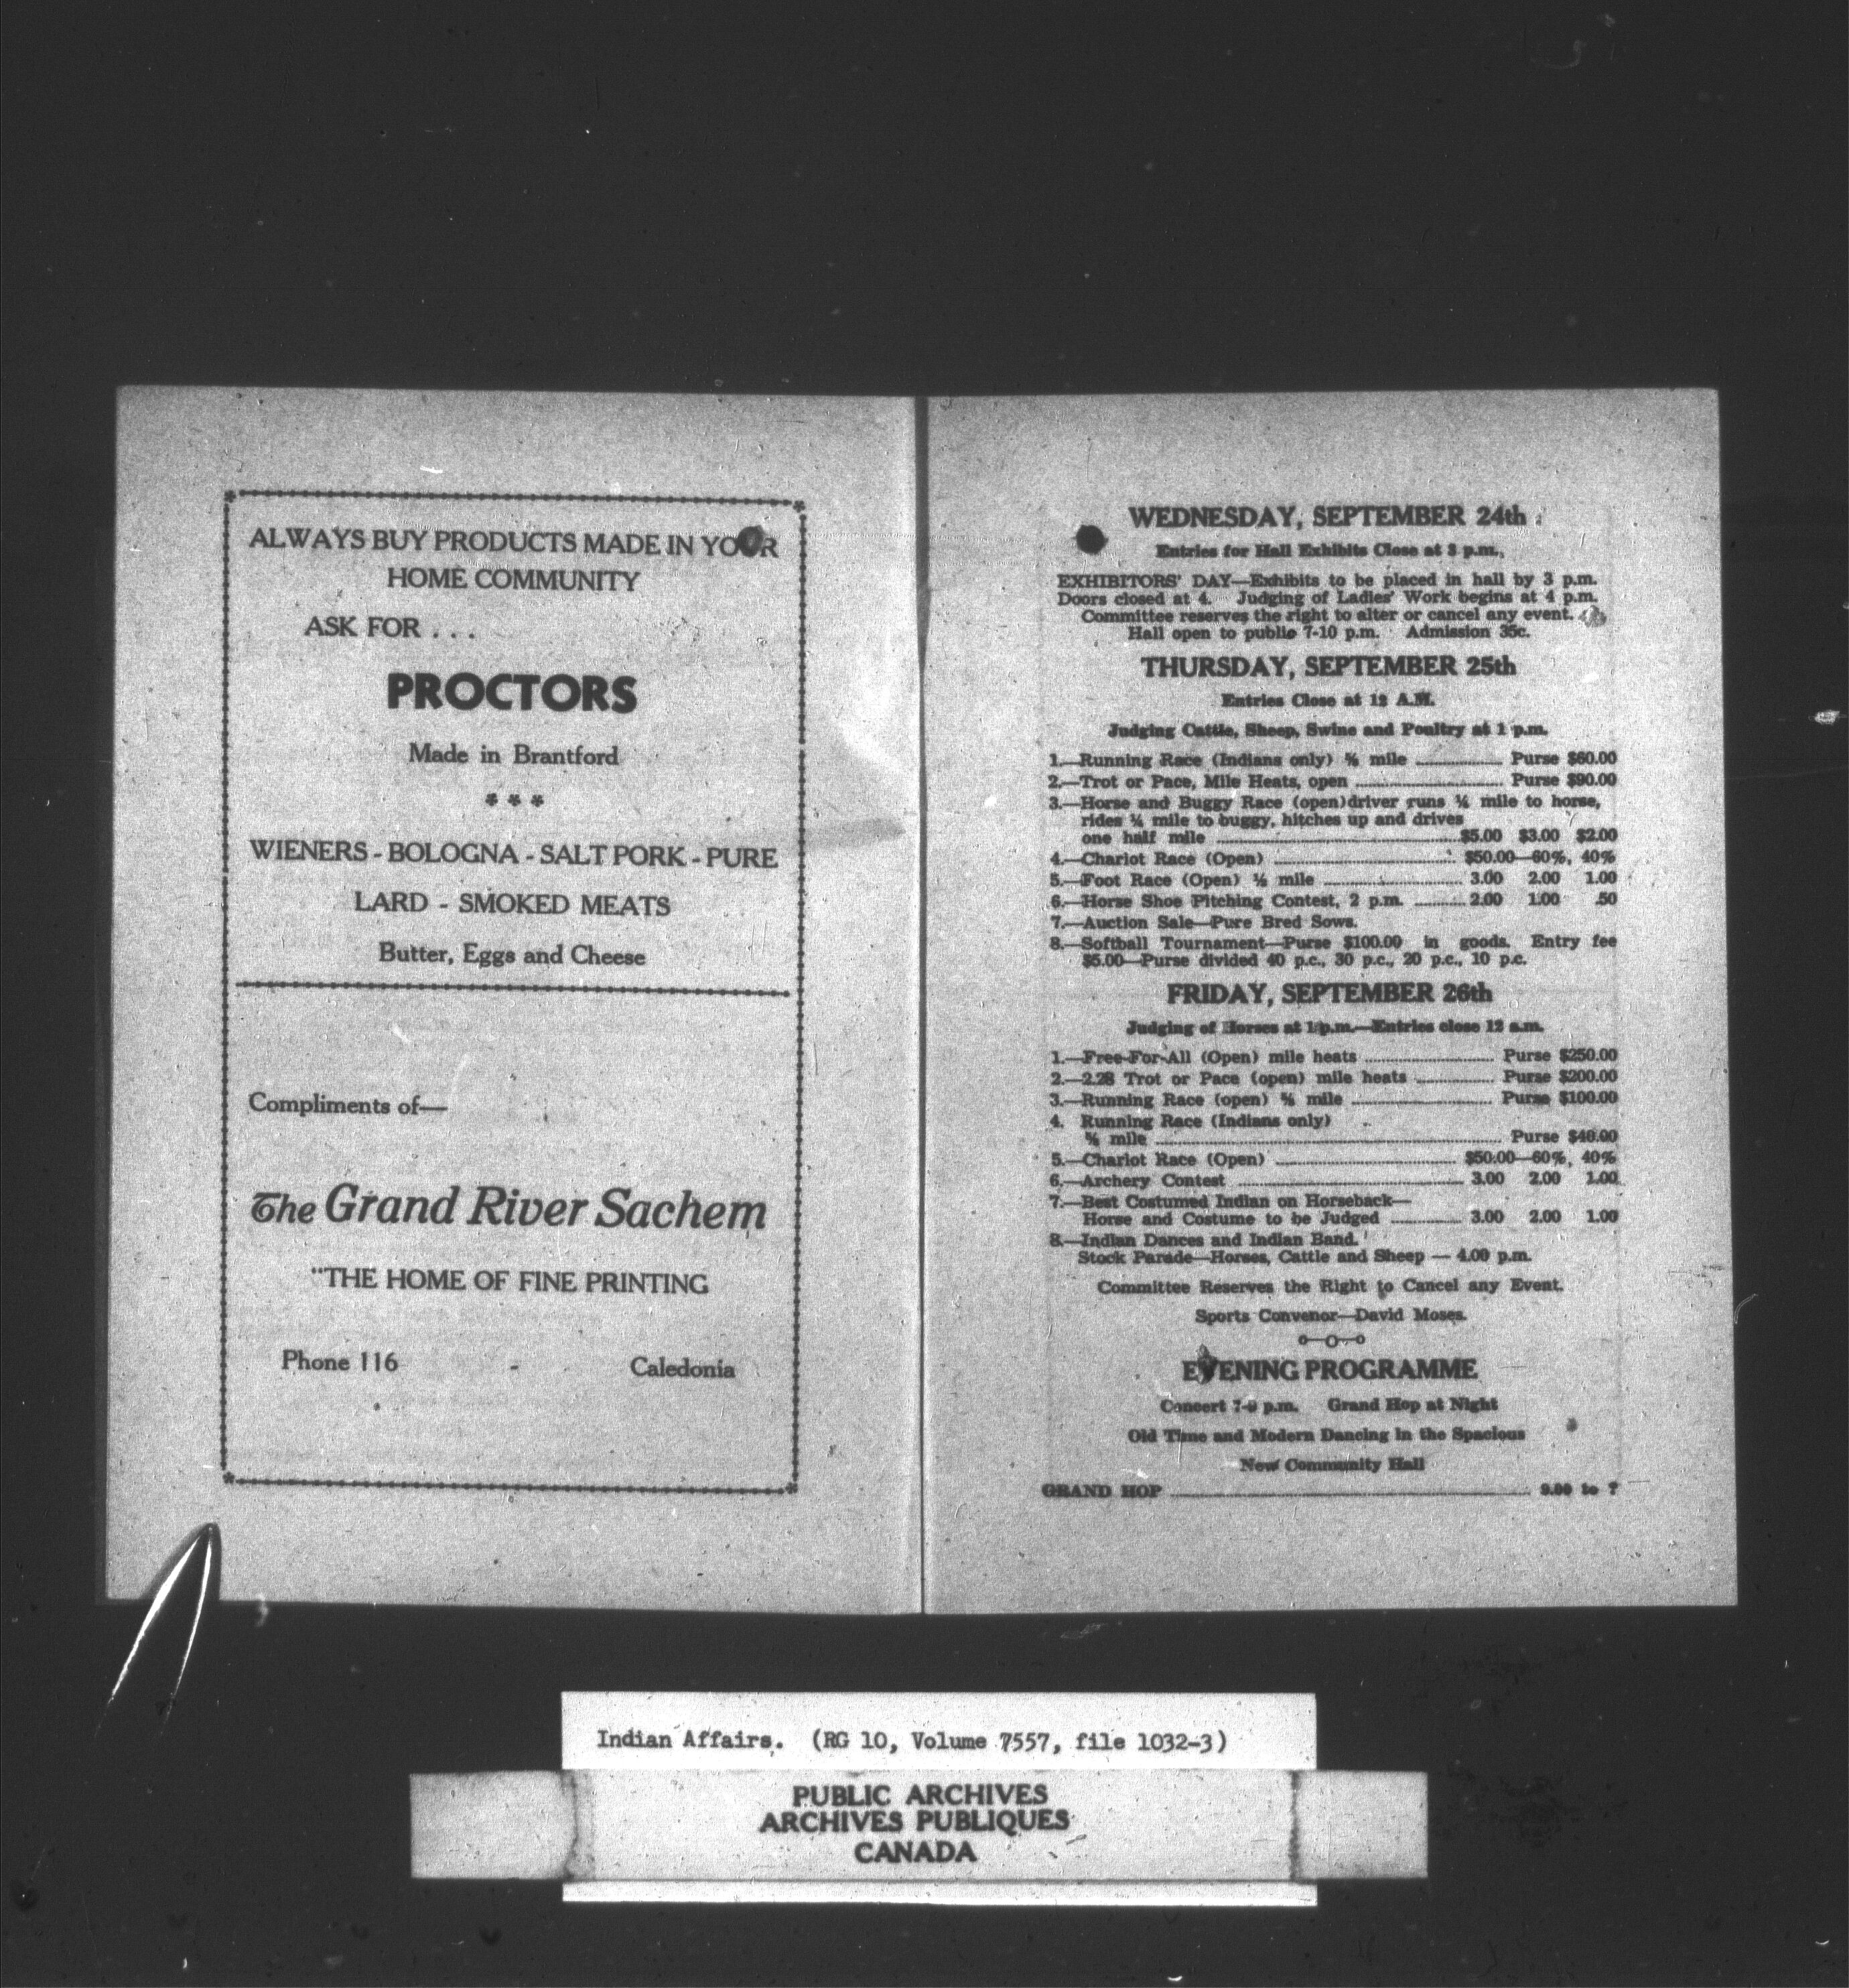 ALWAYS BUY PRODUCTS MADE IN YOUR
HOME COMMUNITY
ASK FOR . . .
PROCTORS
Made in Brantford
* * *
WIENERS - BOLOGNA - SALT PORK - PURE
LARD - SMOKED MEATS
Butter, Eggs and Cheese
Compliments of—
The Grand River Sachem
"THE HOME OF FINE PRINTING
Phone 116 - Caledonia
WEDNESDAY, SEPTEMBER 24th
Entries for Hall Exhibits Close at 3 p.m.,
EXHIBITORS' DAY—Exhibits to be placed in hall by 3 p.m.
Doors closed at 4. Judging of Ladies' Work begins at 4 p.m.
Committee reserves the right to alter or cancel any event.
Hall open to public 7-10 p.m. Admission 35c.
THURSDAY, SEPTEMBER 25th
Entries Close at 12 A.M.
Judging Cattle, Sheep, Swine and Poultry at 1 p.m.
1.—Running Race (Indians only) mile ............ Purse $60.00
2.—Trot or Pace, Mile Heats, open ............ Purse $90.00
3.—Horse and Buggy Race (open) driver runs ¼ mile to horse,
rides ¼ mile to buggy, hitches up and drives
one half mile ............ $5.00 $3.00 $2.00
4.—Chariot Race (Open) ............ $50.00—60%, 40%
5.—Foot Race (Open) ½ mile ............ 3.00 2.00 1.00
6.—Horse Shoe Pitching Contest, 2 p.m. ............ 2.00 1.00 .50
7.—Auction Sale—Pure Bred Sows.
8.—Softball Tournament—Purse $100.00 in goods. Entry fee
$5.00—Purse divided 40 p.c., 30 p.c., 20 p.c., 10 p.c.
FRIDAY, SEPTEMBER 26th
Judging of Horses at 1 p.m.—Entries close 12 a.m.
1.—Free-For-All (Open) mile heats ............ Purse $250.00
2.—2.28 Trot or Pace (open) mile heats ............ Purse $200.00
3.—Running Race (open) mile ............ Purse $100.00
4. Running Race (Indians only)
mile ............ Purse $40.00
5.—Chariot Race (Open) ............ $50.00—60%, 40%
6.—Archery Contest ............ 3.00 2.00 1.00
7.—Best Costumed Indian on Horseback—
Horse and Costume to be Judged ............ 3.00 2.00 1.00
8.—Indian Dances and Indian Band.
Stock Parade—Horses, Cattle and Sheep — 4.00 p.m.
Committee Reserves the Right to Cancel any Event.
Sports Convenor—David Moses.
EVENING PROGRAMME
Concert 7-9 p.m. Grand Hop at Night
Old Time and Modern Dancing in the Spacious
New Community Hall
GRAND HOP ............ 9.00 to ?
Indian Affairs. (RG 10, Volume 7557, file 1032-3)
PUBLIC ARCHIVES
ARCHIVES PUBLIQUES
CANADA